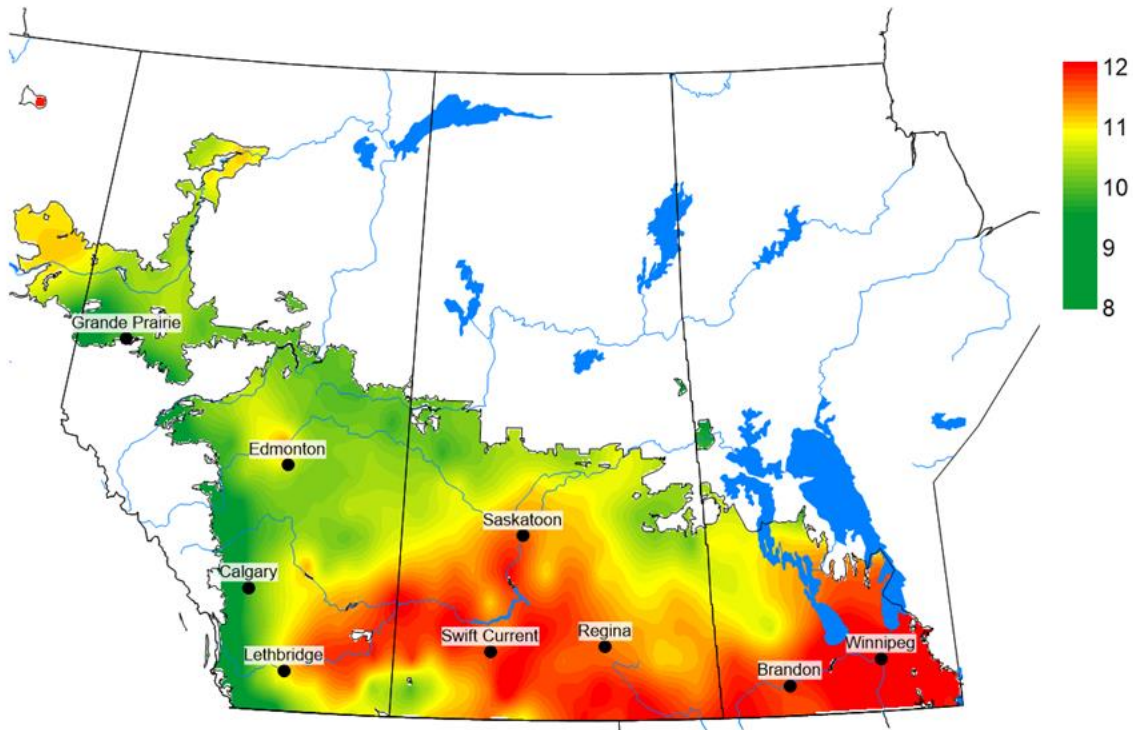 12
11
10
9
8
Grande Prairie
Edmonton
Saskatoon
Calgary
Swift Current
Regina
Lethbridge
Winnipeg
Brandon